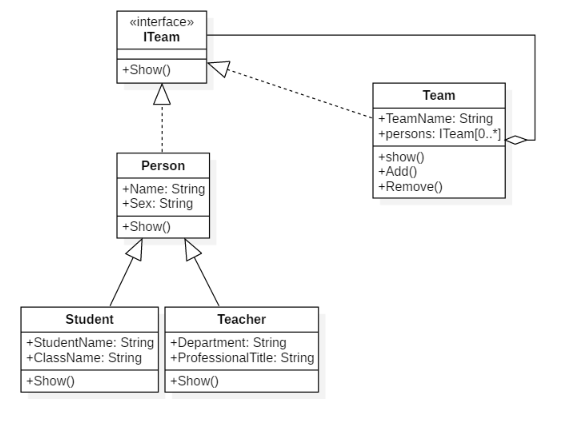 «interface»
ITeam
+Show()
Team
+TeamName: String
+persons: ITeam[0..*]
+show()
+Add()
+Remove()
Person
+Name: String
+Sex: String
+Show()
Student
+StudentName: String
+ClassName: String
+Show()
Teacher
+Department: String
+ProfessionalTitle: String
+Show()